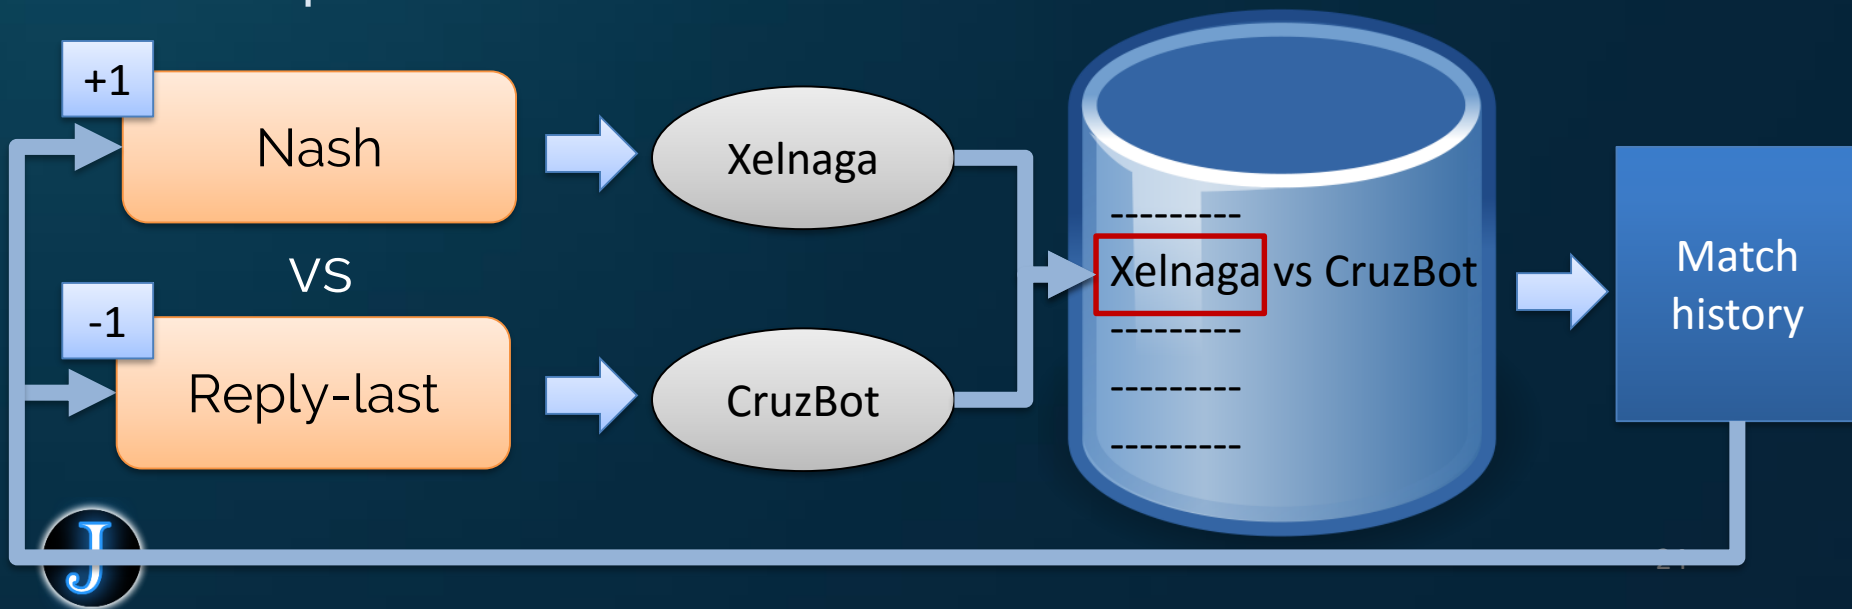 +1
Nash
Xelnaga
---------
vs
Xelnaga vs CruzBot
Match
history
-1
---------
Reply-last
CruzBot
---------
---------
J